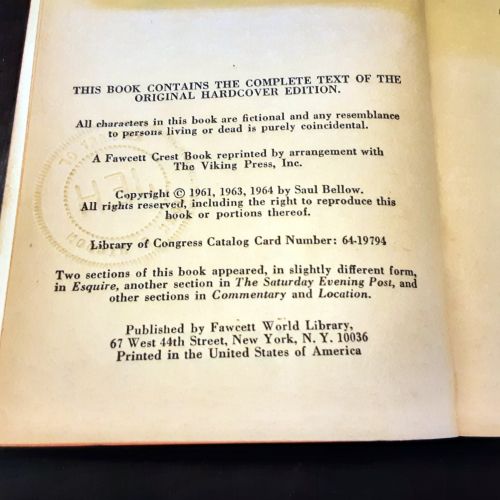 THIS BOOK CONTAINS THE COMPLETE TEXT OF THE
ORIGINAL HARDCOVER EDITION.
All characters in this book are fictional and any resemblance
to persons living or dead is purely coincidental.
A Fawcett Crest Book reprinted by arrangement with
The Viking Press, Inc.
Copyright © 1961, 1963, 1964 by Saul Bellow.
All rights reserved, including the right to reproduce this
book or portions thereof.
Library of Congress Catalog Card Number: 64-19794
Two sections of this book appeared, in slightly different form,
in Esquire, another section in The Saturday Evening Post, and
other sections in Commentary and Location.
Published by Fawcett World Library,
67 West 44th Street, New York, N. Y. 10036
Printed in the United States of America